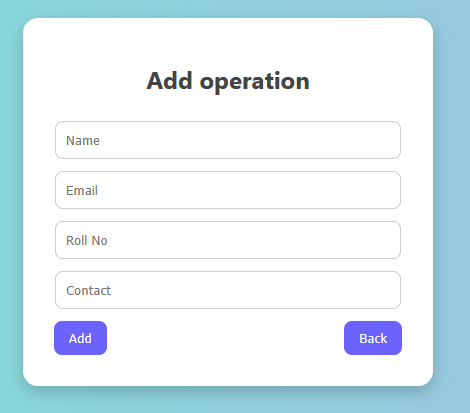 Add operation
Name
Email
Roll No
Contact
Add Back